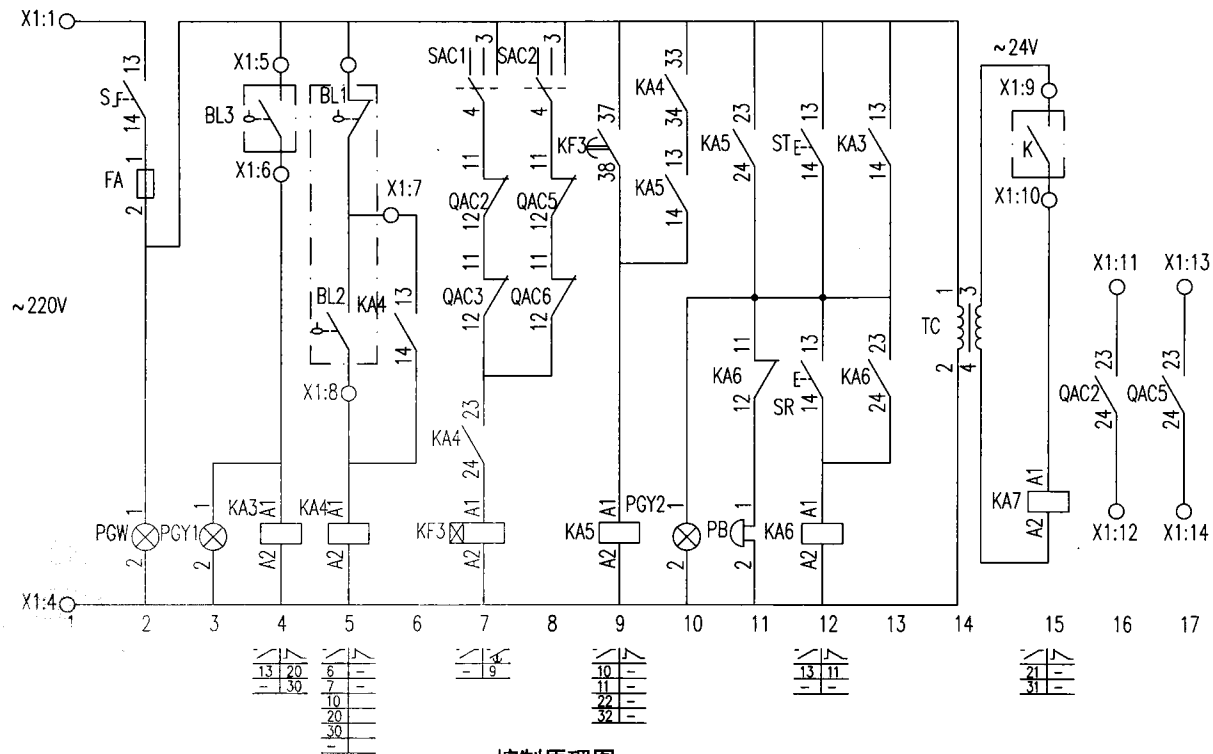 X1:1
13
S
14
1
FA
2
~220V
X1:5
BL3
X1:6
BL1
X1:7
BL2
KA4
13
14
X1:8
SAC1
3
4
11
QAC2
12
11
QAC3
12
SAC2
3
4
11
QAC5
12
11
QAC6
12
KA4
23
24
37
KF3
38
33
KA4
34
13
KA5
14
23
KA5
24
13
ST
14
13
KA3
14
11
KA6
12
13
SR
14
23
KA6
24
TC
1
2
3
4
~24V
X1:9
K
X1:10
X1:11
23
QAC2
24
X1:12
X1:13
23
QAC5
24
X1:14
PGW
1
2
PGY1
1
2
KA3
A1
A2
KA4
A1
A2
KF3
A1
A2
KA5
A1
A2
PGY2
1
2
PB
1
2
KA6
A1
A2
KA7
A1
A2
X1:4
1 2 3 4 5 6 7 8 9 10 11 12 13 14 15 16 17
13 20
- 30
6 -
7 -
10
20
30
-
- 9
10 -
11 -
22 -
32 -
13 11
- -
21 -
31 -